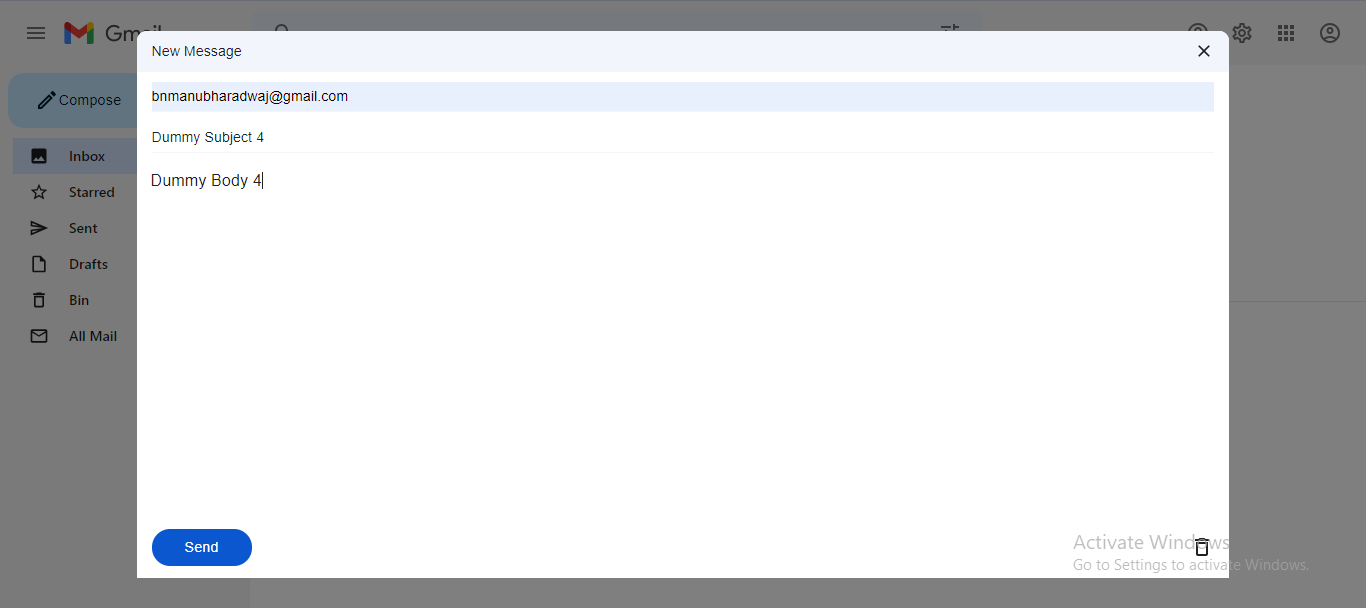 Gmail
New Message
bnmanubharadwaj@gmail.com
Dummy Subject 4
Dummy Body 4
Compose
Inbox
Starred
Sent
Drafts
Bin
All Mail
Send
Activate Windows
Go to Settings to activate Windows.